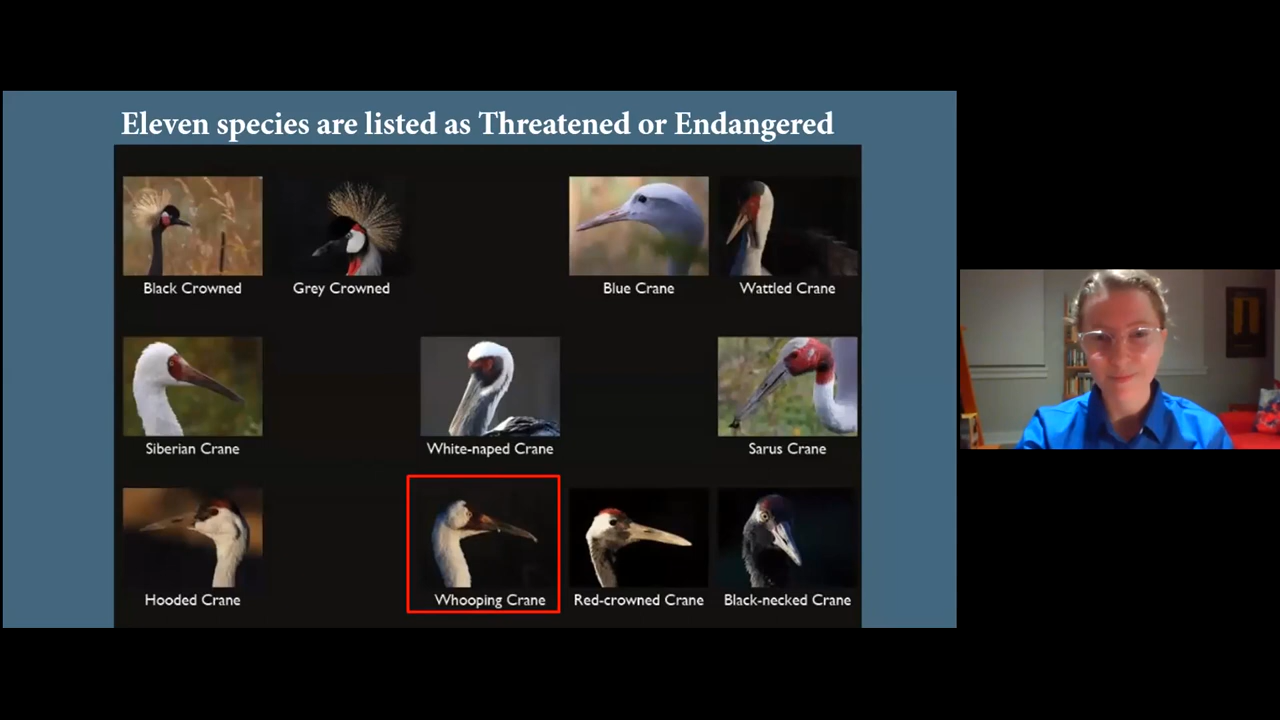 Eleven species are listed as Threatened or Endangered
Black Crowned
Grey Crowned
Blue Crane
Wattled Crane
Siberian Crane
White-naped Crane
Sarus Crane
Hooded Crane
Whooping Crane
Red-crowned Crane
Black-necked Crane